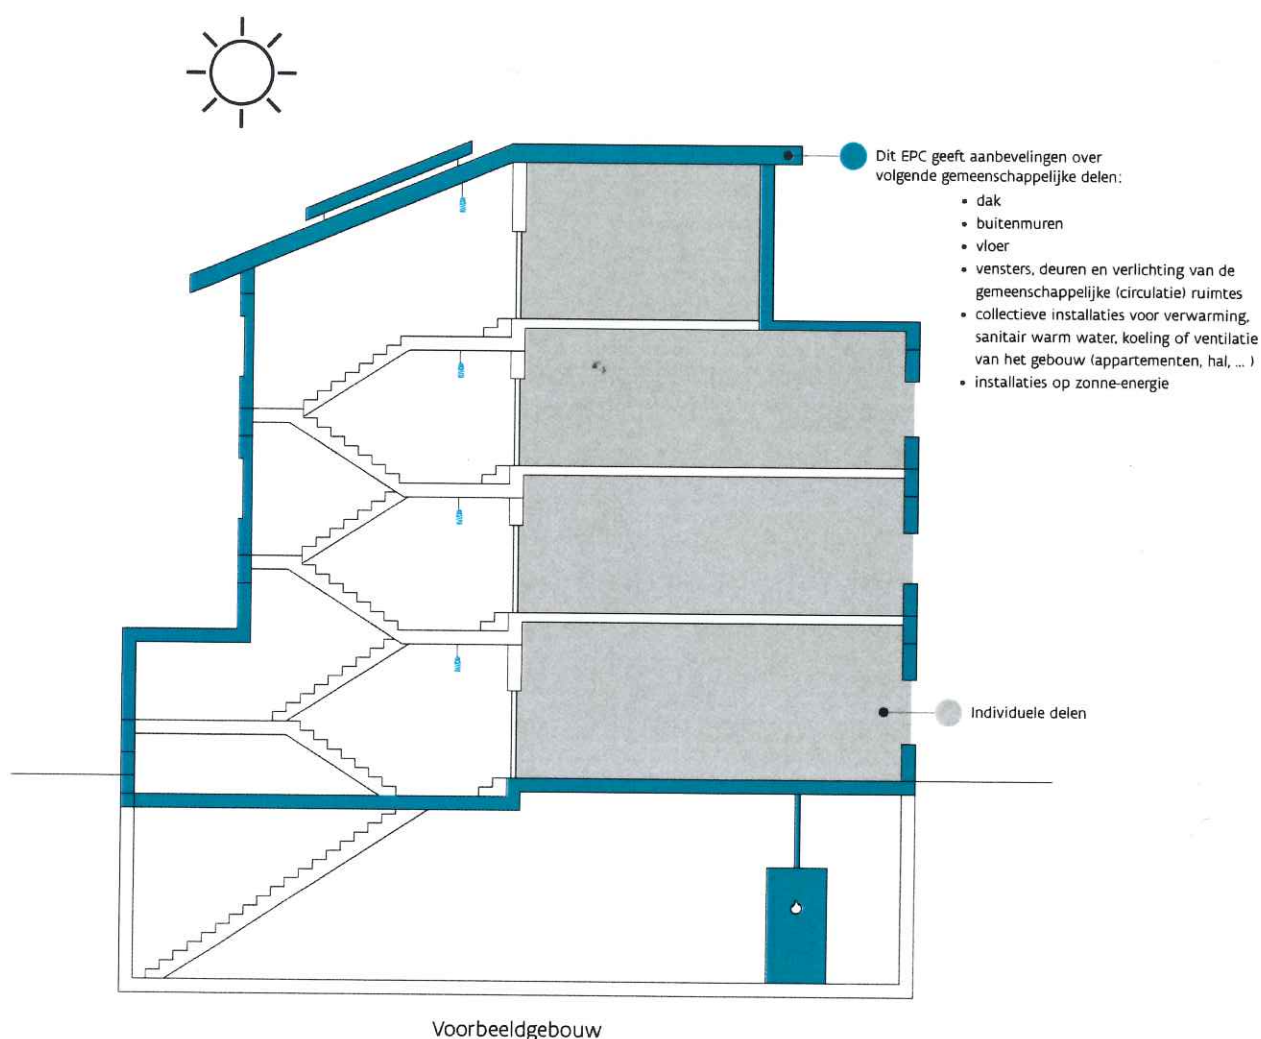 Dit EPC geeft aanbevelingen over
volgende gemeenschappelijke delen:
• dak
• buitenmuren
• vloer
• vensters, deuren en verlichting van de
gemeenschappelijke (circulatie) ruimtes
• collectieve installaties voor verwarming,
sanitair warm water, koeling of ventilatie
van het gebouw (appartementen, hal, ... )
• installaties op zonne-energie
Individuele delen
Voorbeeldgebouw